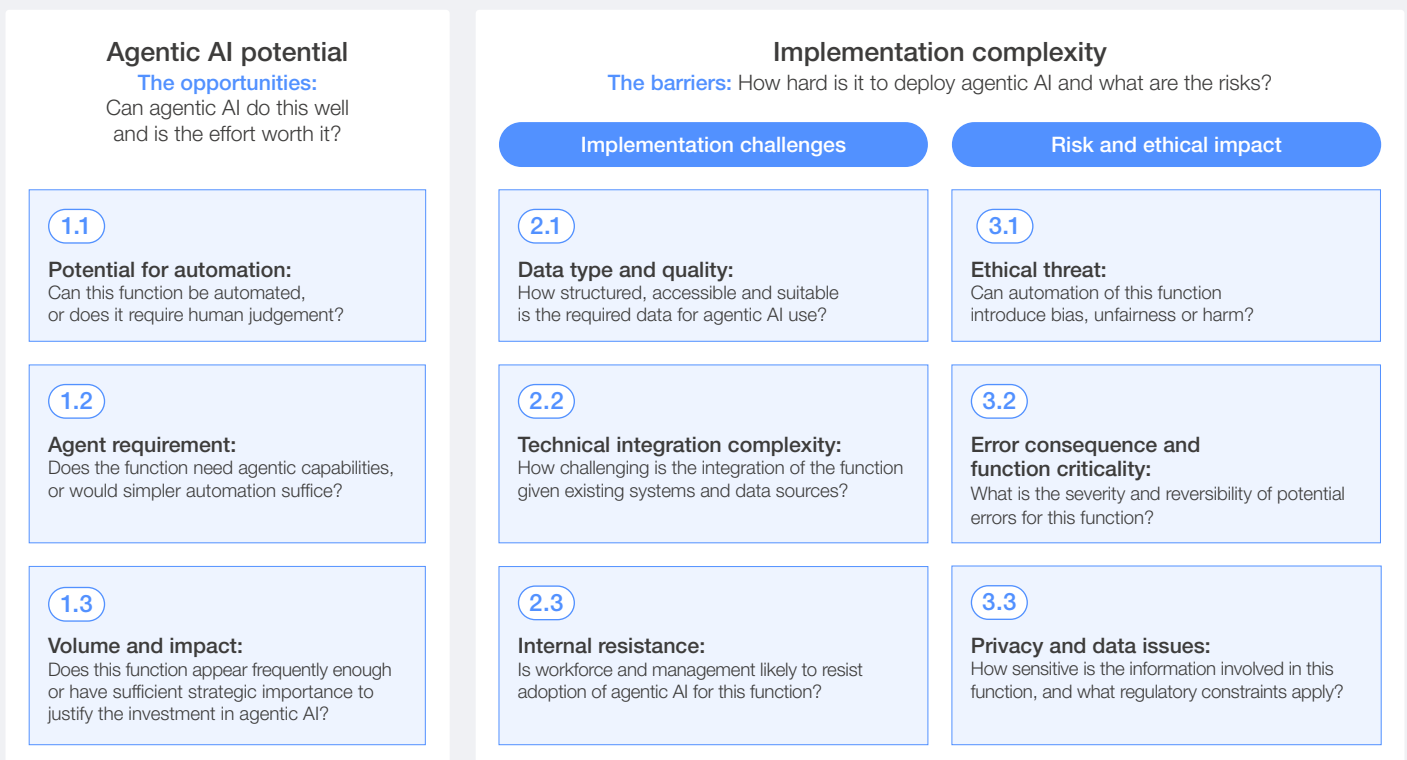 Agentic AI potential
The opportunities:
Can agentic AI do this well
and is the effort worth it?
1.1
Potential for automation:
Can this function be automated,
or does it require human judgement?
1.2
Agent requirement:
Does the function need agentic capabilities,
or would simpler automation suffice?
1.3
Volume and impact:
Does this function appear frequently enough
or have sufficient strategic importance to
justify the investment in agentic AI?
Implementation complexity
The barriers: How hard is it to deploy agentic AI and what are the risks?
Implementation challenges
2.1
Data type and quality:
How structured, accessible and suitable
is the required data for agentic AI use?
2.2
Technical integration complexity:
How challenging is the integration of the function
given existing systems and data sources?
2.3
Internal resistance:
Is workforce and management likely to resist
adoption of agentic AI for this function?
Risk and ethical impact
3.1
Ethical threat:
Can automation of this function
introduce bias, unfairness or harm?
3.2
Error consequence and
function criticality:
What is the severity and reversibility of potential
errors for this function?
3.3
Privacy and data issues:
How sensitive is the information involved in this
function, and what regulatory constraints apply?